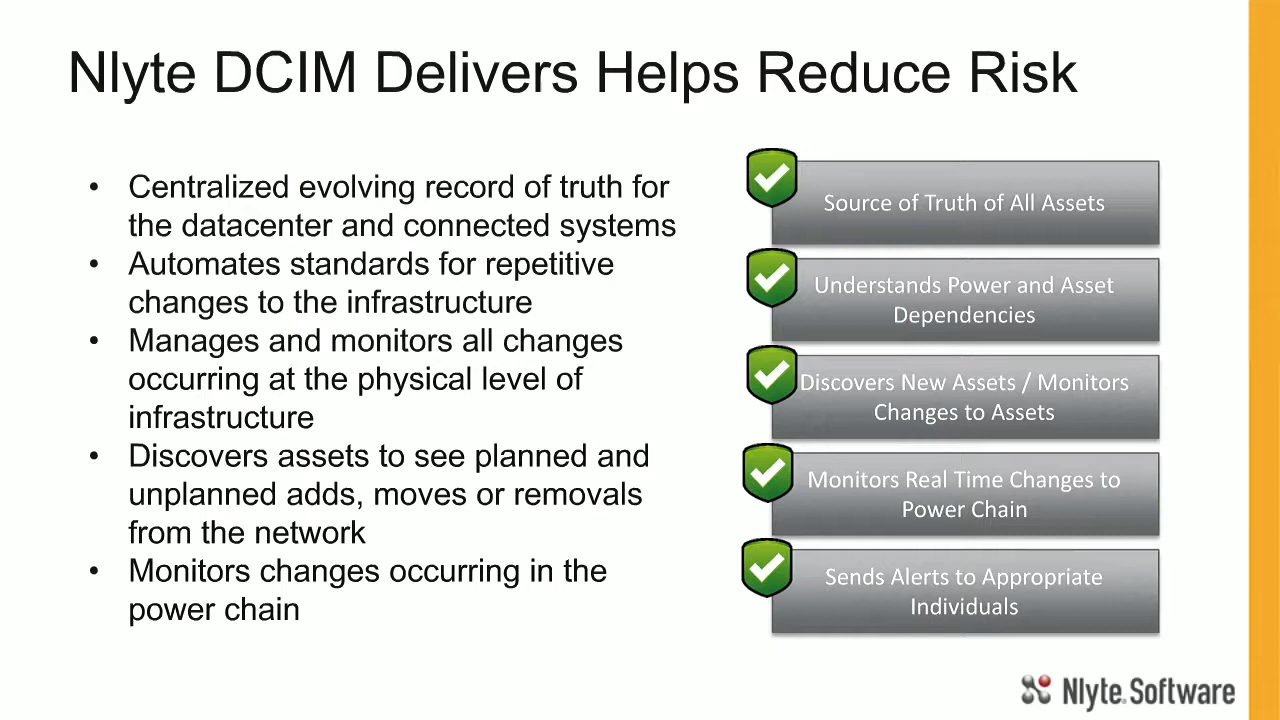 Nlyte DCIM Delivers Helps Reduce Risk
• Centralized evolving record of truth for
the datacenter and connected systems
• Automates standards for repetitive
changes to the infrastructure
• Manages and monitors all changes
occurring at the physical level of
infrastructure
• Discovers assets to see planned and
unplanned adds, moves or removals
from the network
• Monitors changes occurring in the
power chain
Source of Truth of All Assets
Understands Power and Asset
Dependencies
Discovers New Assets / Monitors
Changes to Assets
Monitors Real Time Changes to
Power Chain
Sends Alerts to Appropriate
Individuals
Nlyte Software